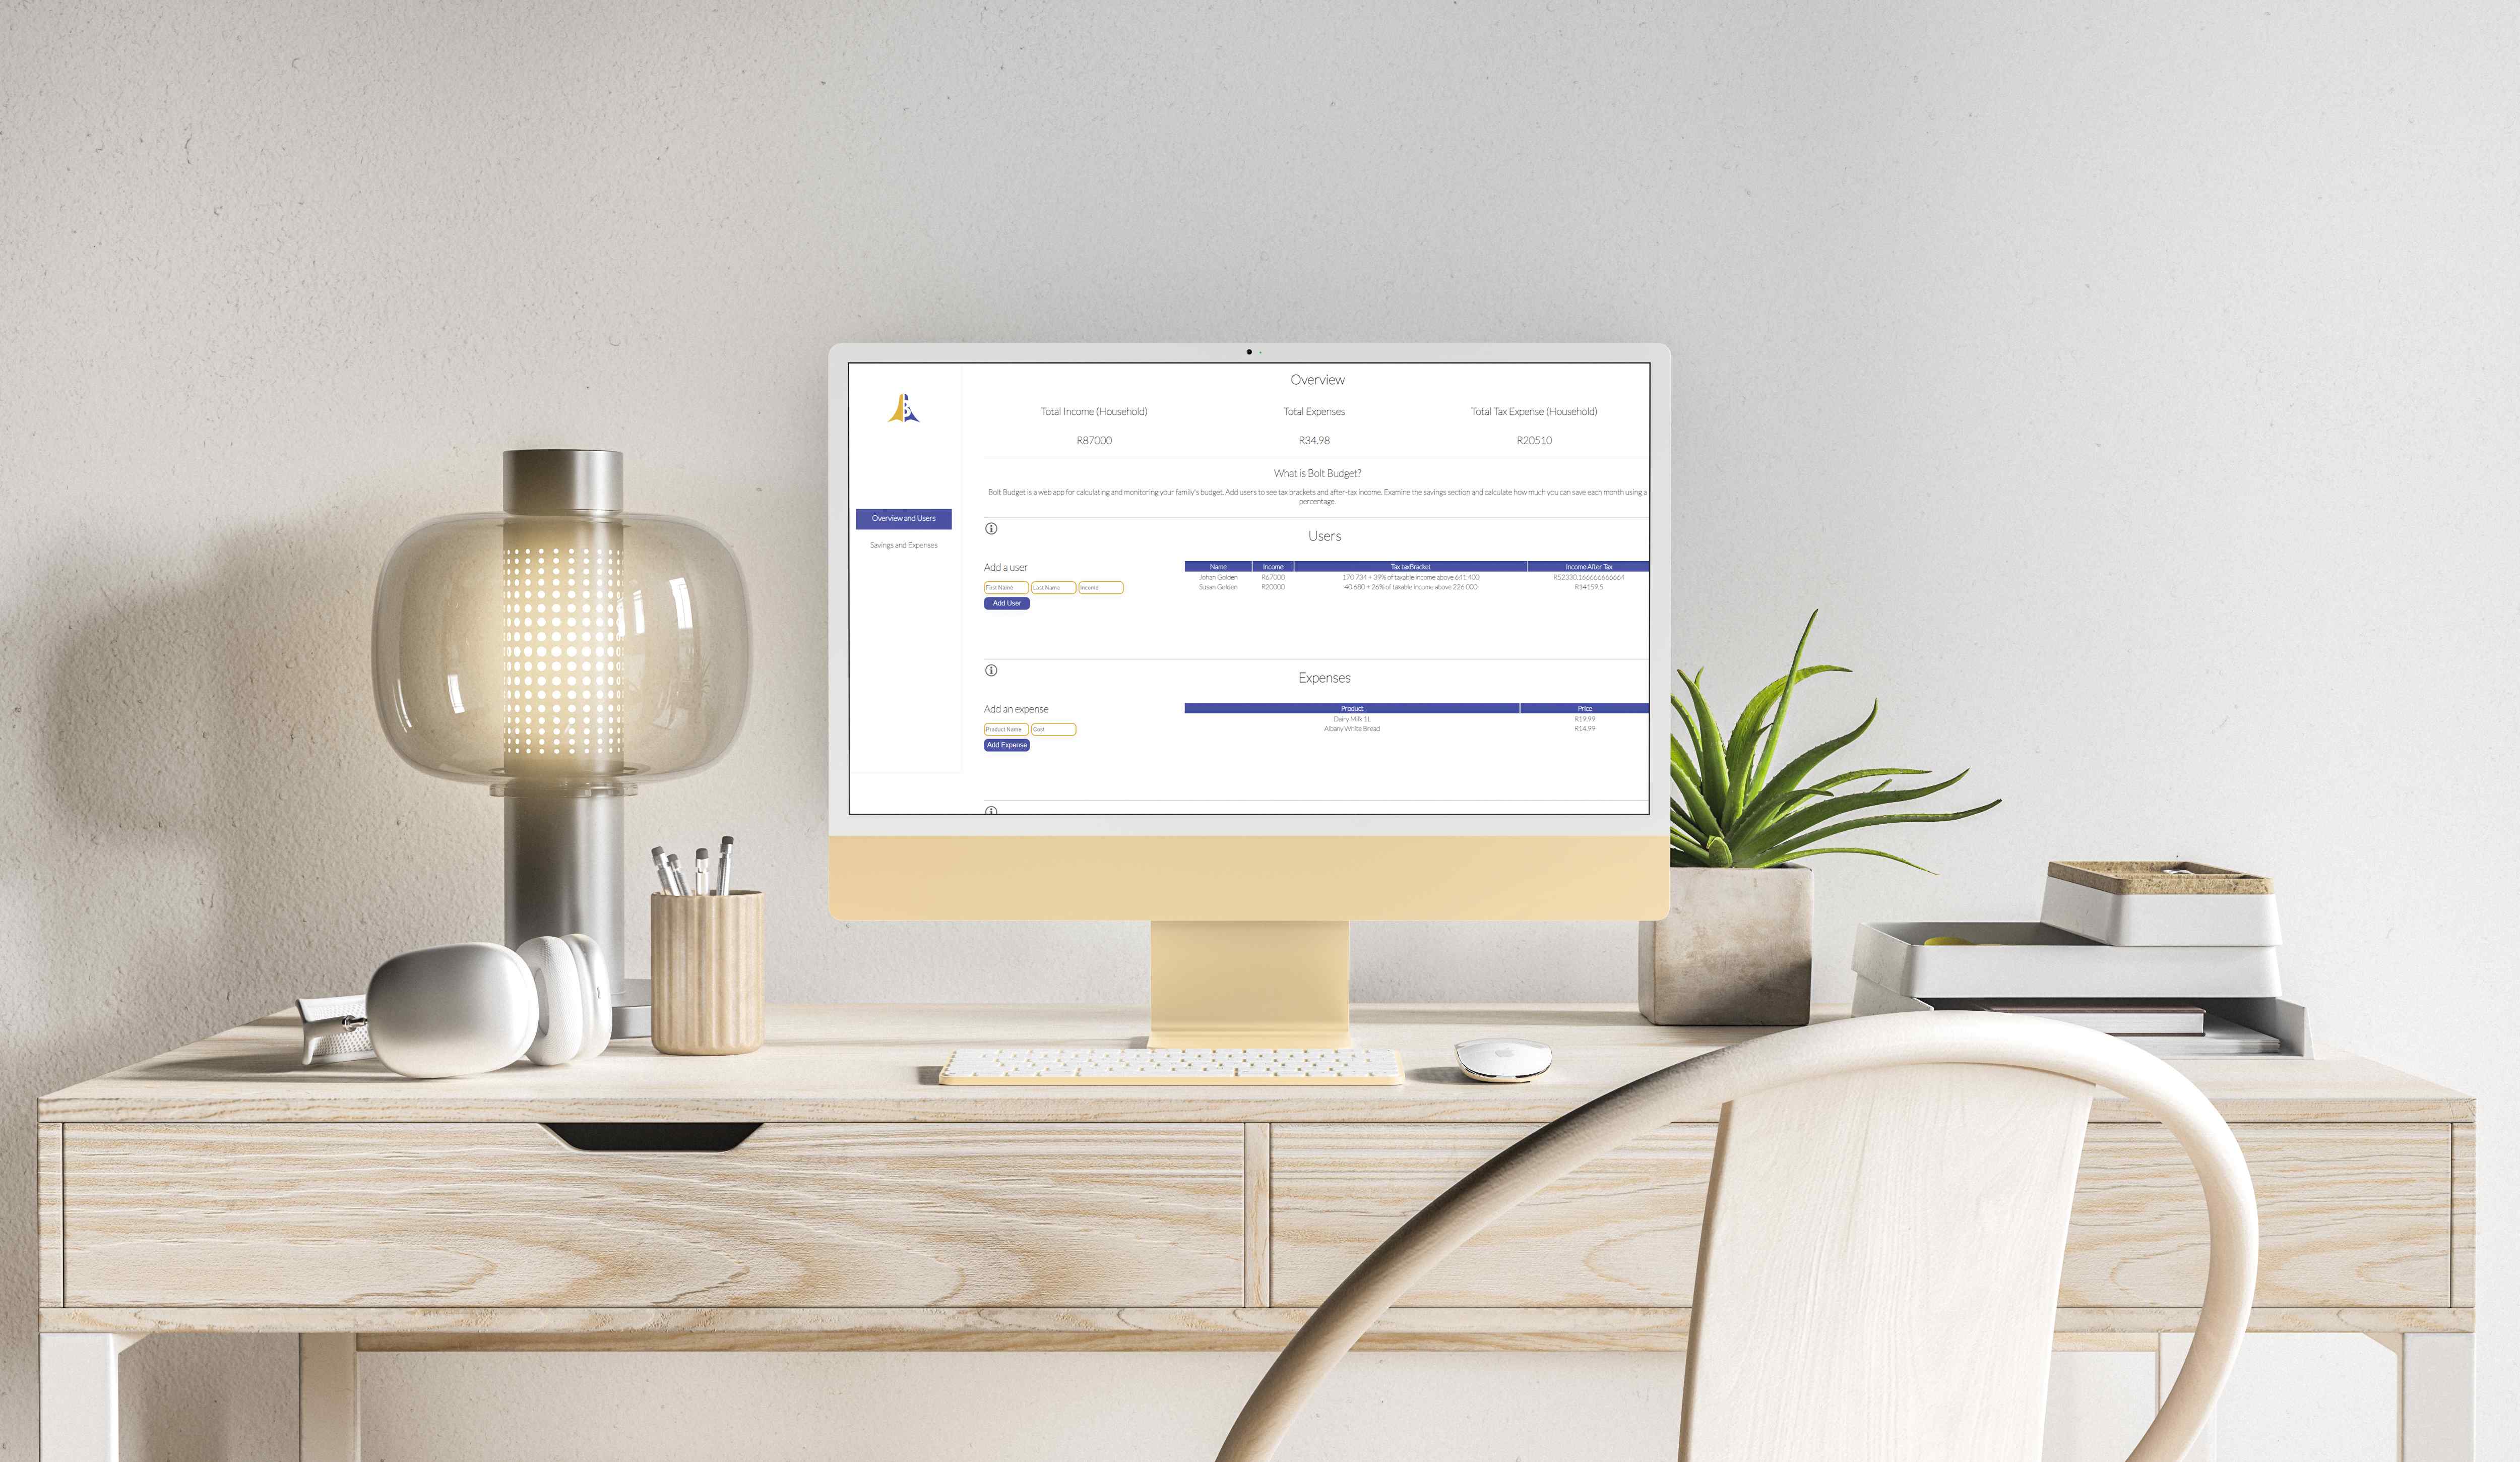 Overview
Total Income (Household) Total Expenses Total Tax Expense (Household)
R87000 R34.98 R20510
What is Bolt Budget?
Bolt Budget is a web app for calculating and monitoring your family's budget. Add users to see tax brackets and after-tax income. Examine the savings section and calculate how much you can save each month using a
percentage.
Overview and Users
Savings and Expenses
Users
Add a user
First Name Last Name Income
Add User
Name Income Tax taxBracket Income After Tax
Johan Golden R67000 170 734 + 39% of taxable income above 641 400 R52330.166666666664
Susan Golden R20000 40 680 + 26% of taxable income above 226 000 R14159.5
Expenses
Add an expense
Product Name Cost
Add Expense
Product Price
Dairy Milk 1L R19.99
Albany White Bread R14.99